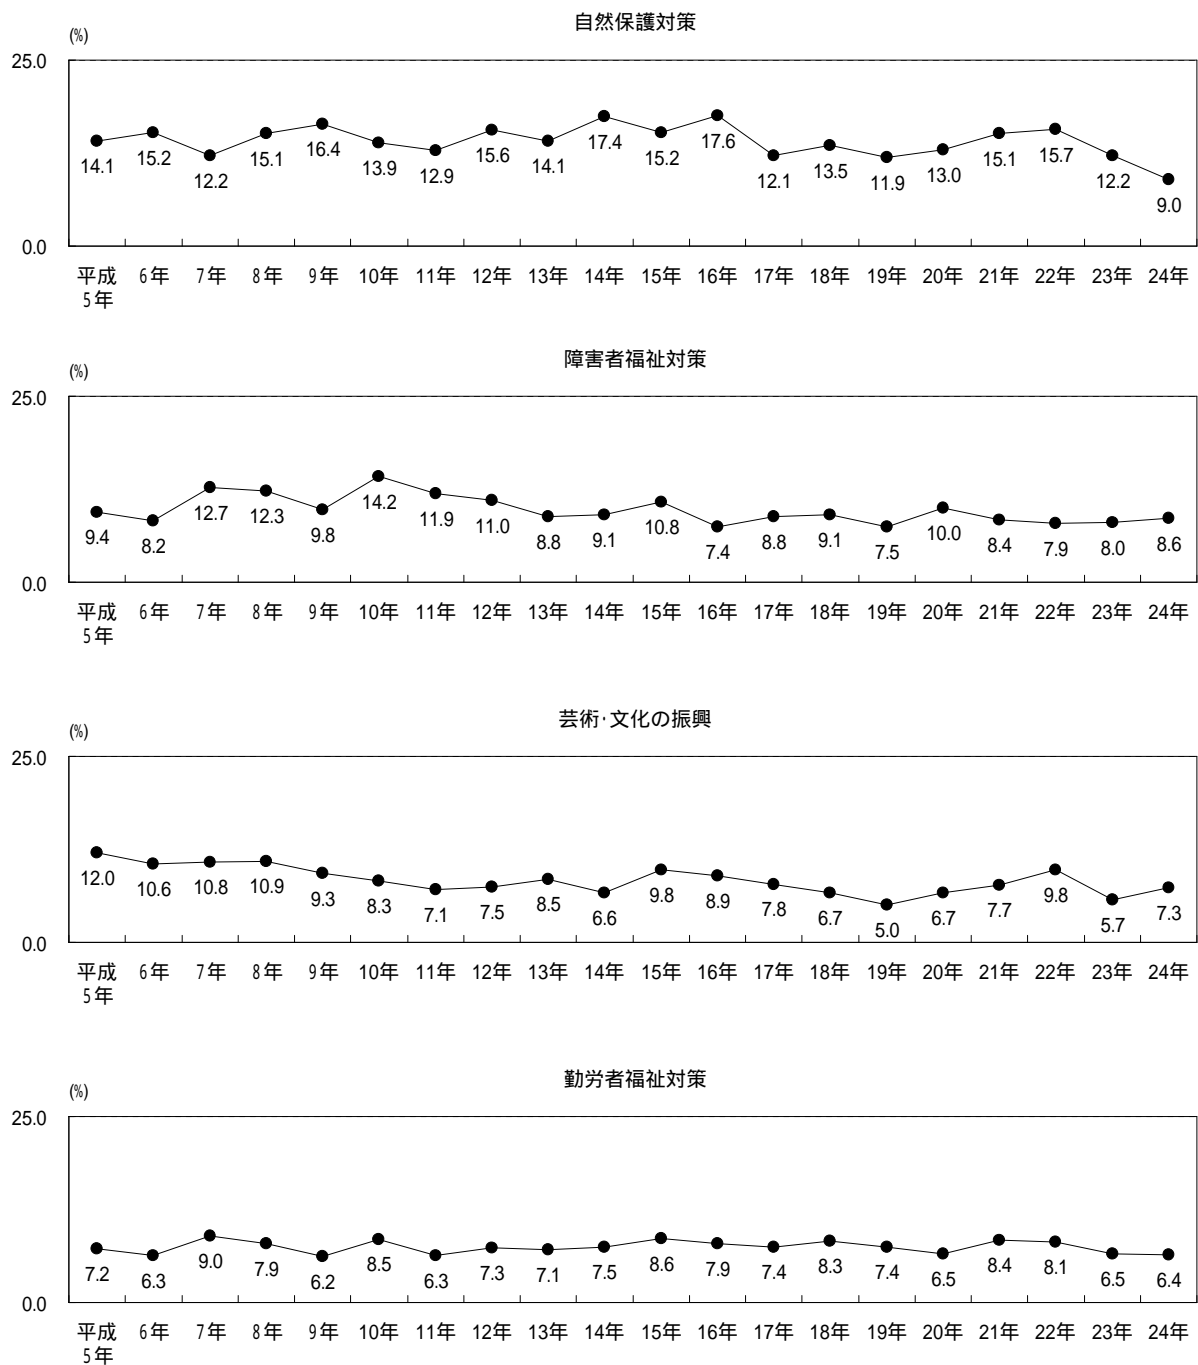 自然保護対策
(%)
25.0
14.1 15.2 12.2 15.1 16.4 13.9 12.9 15.6 14.1 17.4 15.2 17.6 12.1 13.5 11.9 13.0 15.1 15.7 12.2 9.0
0.0
平成 6年 7年 8年 9年 10年 11年 12年 13年 14年 15年 16年 17年 18年 19年 20年 21年 22年 23年 24年
5年
障害者福祉対策
(%)
25.0
9.4 8.2 12.7 12.3 9.8 14.2 11.9 11.0 8.8 9.1 10.8 7.4 8.8 9.1 7.5 10.0 8.4 7.9 8.0 8.6
0.0
平成 6年 7年 8年 9年 10年 11年 12年 13年 14年 15年 16年 17年 18年 19年 20年 21年 22年 23年 24年
5年
芸術・文化の振興
(%)
25.0
12.0 10.6 10.8 10.9 9.3 8.3 7.1 7.5 8.5 6.6 9.8 8.9 7.8 6.7 5.0 6.7 7.7 9.8 5.7 7.3
0.0
平成 6年 7年 8年 9年 10年 11年 12年 13年 14年 15年 16年 17年 18年 19年 20年 21年 22年 23年 24年
5年
勤労者福祉対策
(%)
25.0
7.2 6.3 9.0 7.9 6.2 8.5 6.3 7.3 7.1 7.5 8.6 7.9 7.4 8.3 7.4 6.5 8.4 8.1 6.5 6.4
0.0
平成 6年 7年 8年 9年 10年 11年 12年 13年 14年 15年 16年 17年 18年 19年 20年 21年 22年 23年 24年
5年